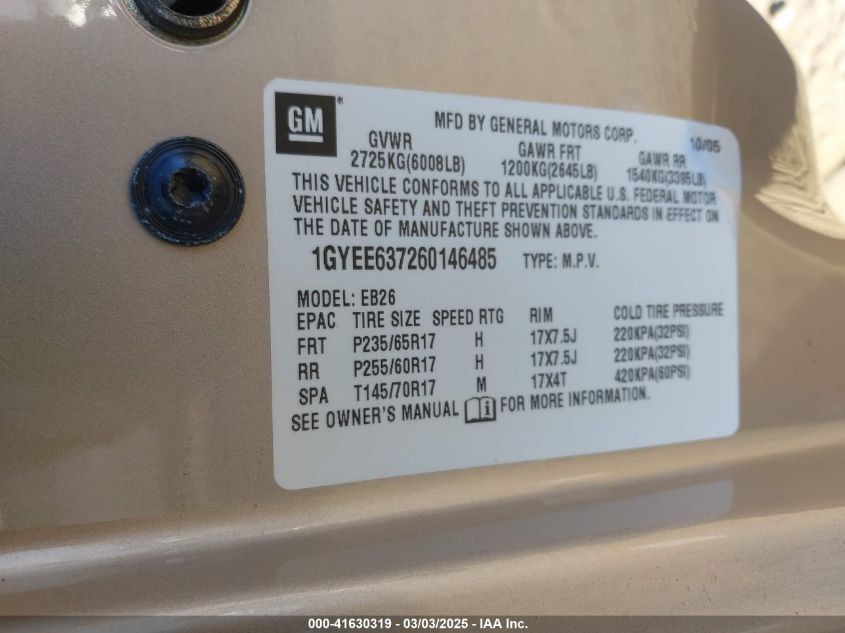 GM
MFD BY GENERAL MOTORS CORP. 10/05
GVWR GAWR FRT GAWR RR
2725KG(6008LB) 1200KG(2645LB) 1540KG(3395LB)
THIS VEHICLE CONFORMS TO ALL APPLICABLE U.S. FEDERAL MOTOR
VEHICLE SAFETY AND THEFT PREVENTION STANDARDS IN EFFECT ON
THE DATE OF MANUFACTURE SHOWN ABOVE.
1GYEE637260146485 TYPE: M.P.V.
MODEL: EB26
EPAC TIRE SIZE SPEED RTG RIM COLD TIRE PRESSURE
FRT P235/65R17 H 17X7.5J 220KPA(32PSI)
RR P255/60R17 H 17X7.5J 220KPA(32PSI)
SPA T145/70R17 M 17X4T 420KPA(60PSI)
SEE OWNER'S MANUAL i FOR MORE INFORMATION.
000-41630319 - 03/03/2025 - IAA Inc.